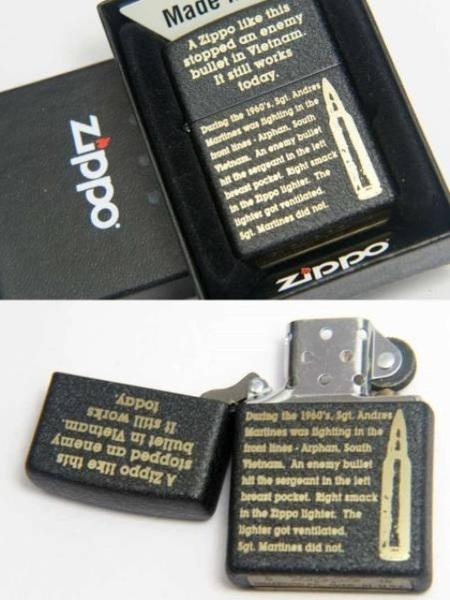 Made
A Zippo like this
stopped an enemy
bullet in Vietnam.
It still works
today.
During the 1960's, Sgt. Andres
Martines was fighting in the
front lines - Arphan, South
Vietnam. An enemy bullet
hit the sergeant in the left
breast pocket. Right smack
in the Zippo lighter. The
lighter got ventilated.
Sgt. Martines did not.
zippo
zippo
A Zippo like this
stopped an enemy
bullet in Vietnam
It still works
today
During the 1960's, Sgt. Andres
Martines was fighting in the
front lines - Arphan, South
Vietnam. An enemy bullet
hit the sergeant in the left
breast pocket. Right smack
in the Zippo lighter. The
lighter got ventilated.
Sgt. Martines did not.